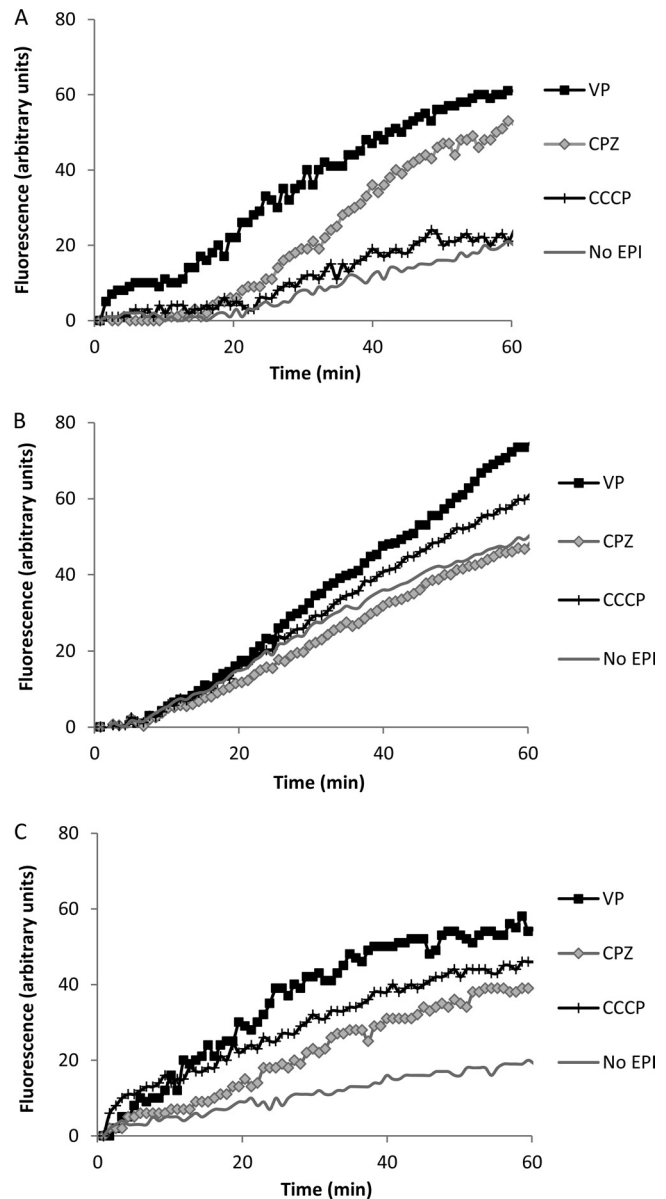 A
80
60
40
20
0
0 20 40 60
Fluorescence (arbitrary units)
Time (min)
VP
CPZ
CCCP
No EPI
B
80
60
40
20
0
0 20 40 60
Fluorescence (arbitrary units)
Time (min)
VP
CPZ
CCCP
No EPI
C
80
60
40
20
0
0 20 40 60
Fluorescence (arbitrary units)
Time (min)
VP
CPZ
CCCP
No EPI